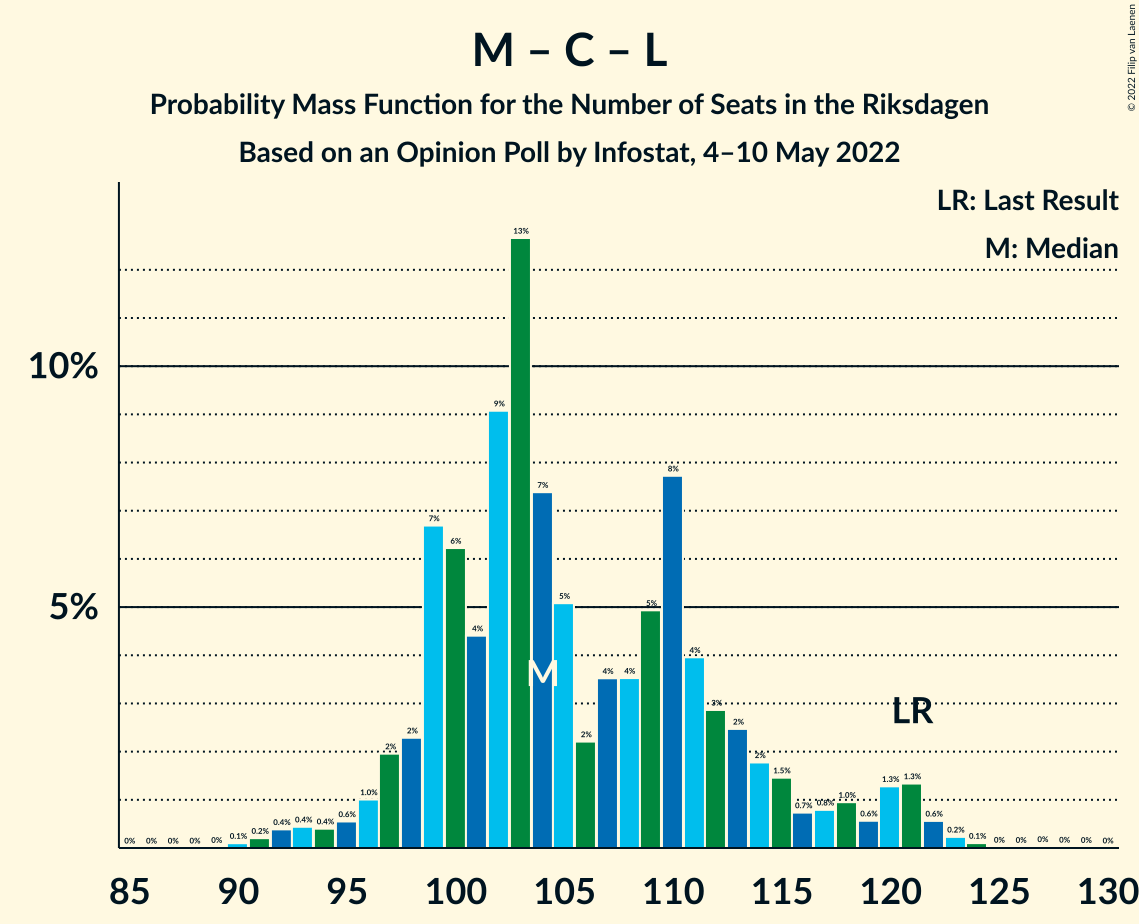 © 2022 Filip van Laenen
M – C – L
Probability Mass Function for the Number of Seats in the Riksdagen
Based on an Opinion Poll by Infostat, 4–10 May 2022
LR: Last Result
M: Median
10%
5%
0% 0% 0% 0% 0% 0.1% 0.2% 0.4% 0.4% 0.4% 0.6% 1.0% 2% 2% 7% 6% 4% 9% 13% 7% 5% 2% 4% 4% 5% 8% 4% 3% 2% 2% 1.5% 0.7% 0.8% 1.0% 0.6% 1.3% 1.3% 0.6% 0.2% 0.1% 0% 0% 0% 0% 0% 0%
M
LR
85 90 95 100 105 110 115 120 125 130